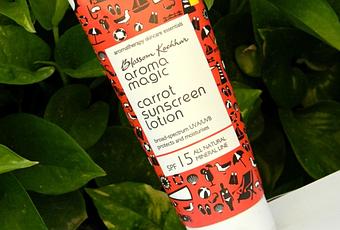 aromatherapy skincare essentials
Blossom Kochhar
aroma
magic
carrot
sunscreen
lotion
broad-spectrum UVA/UVB
protects and moisturises
SPF 15 ALL NATURAL
MINERAL LINE